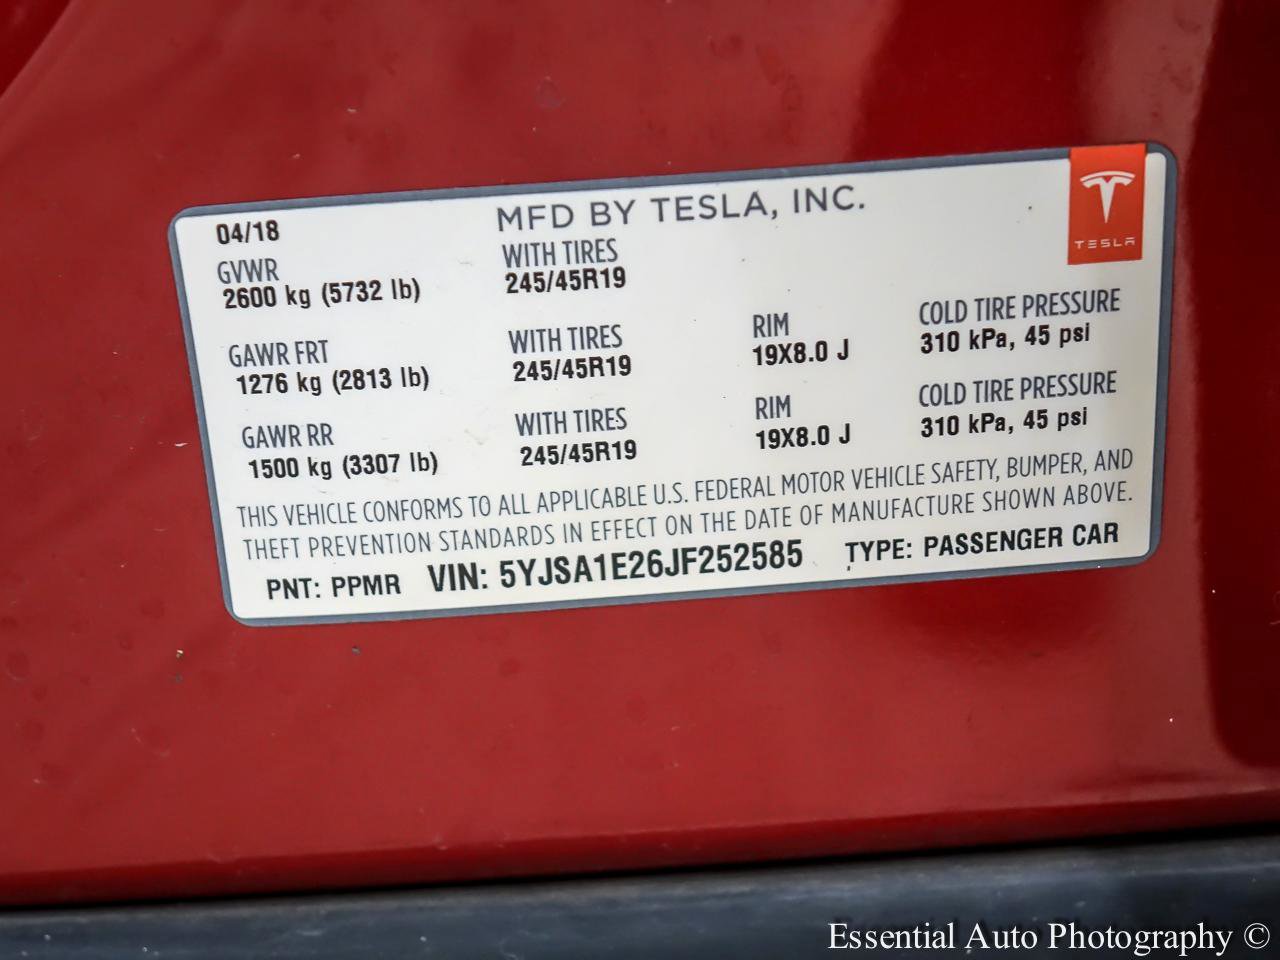 MFD BY TESLA, INC.
TESLA
04/18
GVWR
2600 kg (5732 lb)
WITH TIRES
245/45R19
GAWR FRT
1276 kg (2813 lb)
WITH TIRES
245/45R19
RIM
19X8.0 J
COLD TIRE PRESSURE
310 kPa, 45 psi
GAWR RR
1500 kg (3307 lb)
WITH TIRES
245/45R19
RIM
19X8.0 J
COLD TIRE PRESSURE
310 kPa, 45 psi
THIS VEHICLE CONFORMS TO ALL APPLICABLE U.S. FEDERAL MOTOR VEHICLE SAFETY, BUMPER, AND
THEFT PREVENTION STANDARDS IN EFFECT ON THE DATE OF MANUFACTURE SHOWN ABOVE.
PNT: PPMR VIN: 5YJSA1E26JF252585 TYPE: PASSENGER CAR
Essential Auto Photography ©